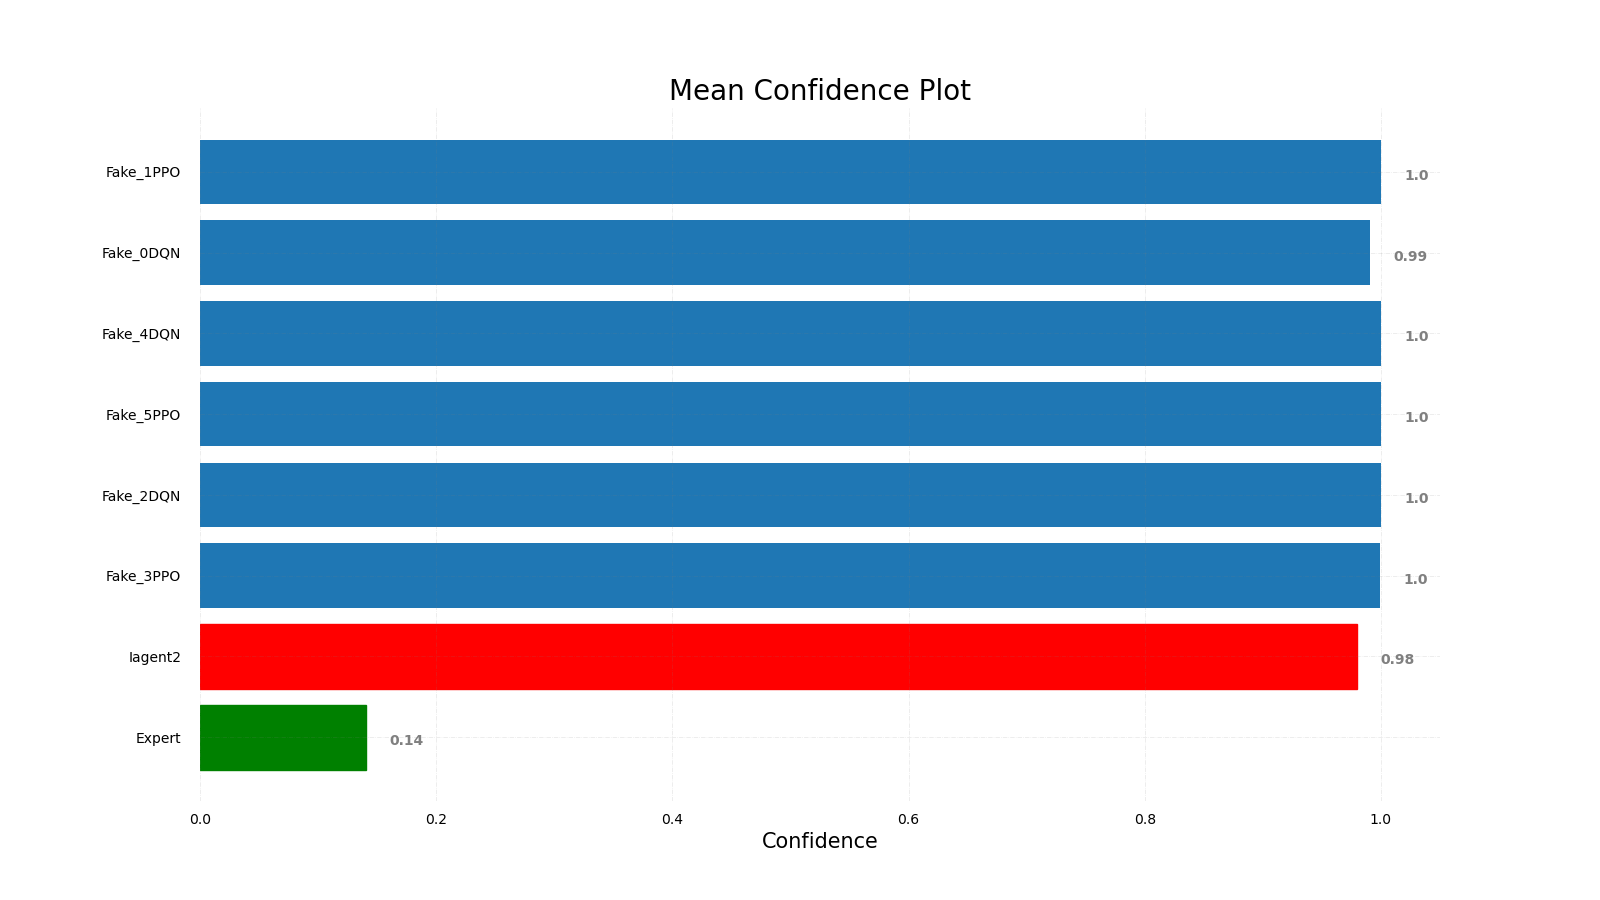 Mean Confidence Plot
Fake_1PPO 1.0
Fake_0DQN 0.99
Fake_4DQN 1.0
Fake_5PPO 1.0
Fake_2DQN 1.0
Fake_3PPO 1.0
Iagent2 0.98
Expert 0.14
0.0 0.2 0.4 0.6 0.8 1.0
Confidence